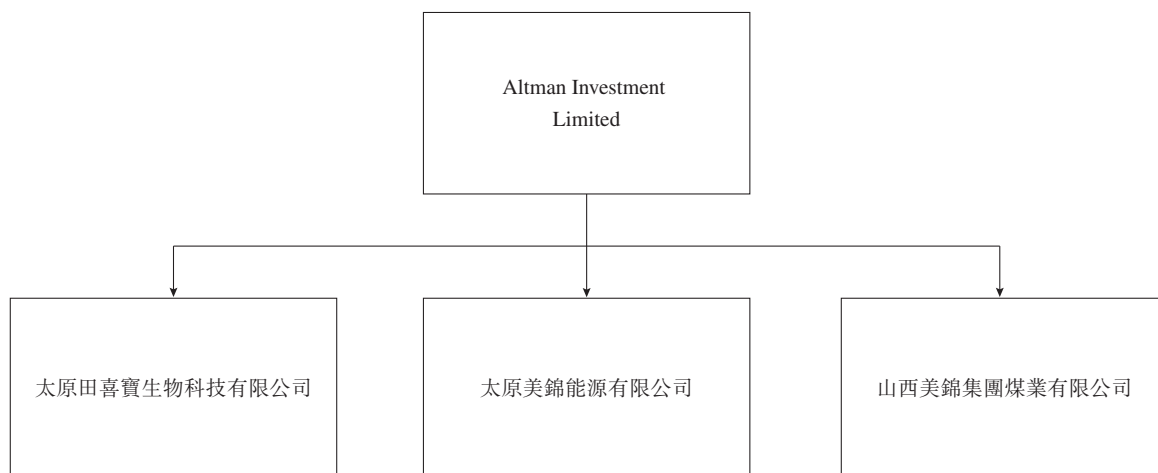 Altman Investment
Limited
太原田喜寶生物科技有限公司
太原美錦能源有限公司
山西美錦集團煤業有限公司